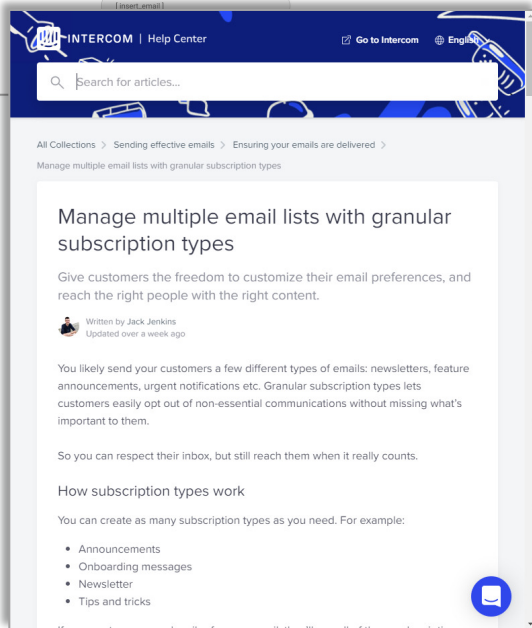 [insert_email]
INTERCOM | Help Center
Go to Intercom
English
Search for articles...
All Collections > Sending effective emails > Ensuring your emails are delivered >
Manage multiple email lists with granular subscription types
Manage multiple email lists with granular
subscription types
Give customers the freedom to customize their email preferences, and
reach the right people with the right content.
Written by Jack Jenkins
Updated over a week ago
You likely send your customers a few different types of emails: newsletters, feature
announcements, urgent notifications etc. Granular subscription types lets
customers easily opt out of non-essential communications without missing what's
important to them.
So you can respect their inbox, but still reach them when it really counts.
How subscription types work
You can create as many subscription types as you need. For example:
• Announcements
• Onboarding messages
• Newsletter
• Tips and tricks